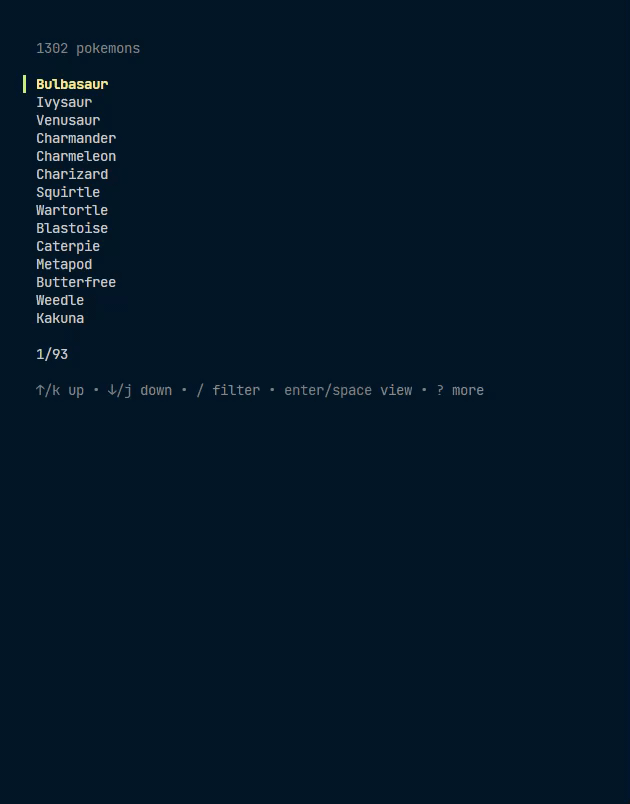 1302 pokemons
Bulbasaur
Ivysaur
Venusaur
Charmander
Charmeleon
Charizard
Squirtle
Wartortle
Blastoise
Caterpie
Metapod
Butterfree
Weedle
Kakuna
1/93
↑/k up • ↓/j down • / filter • enter/space view • ? more